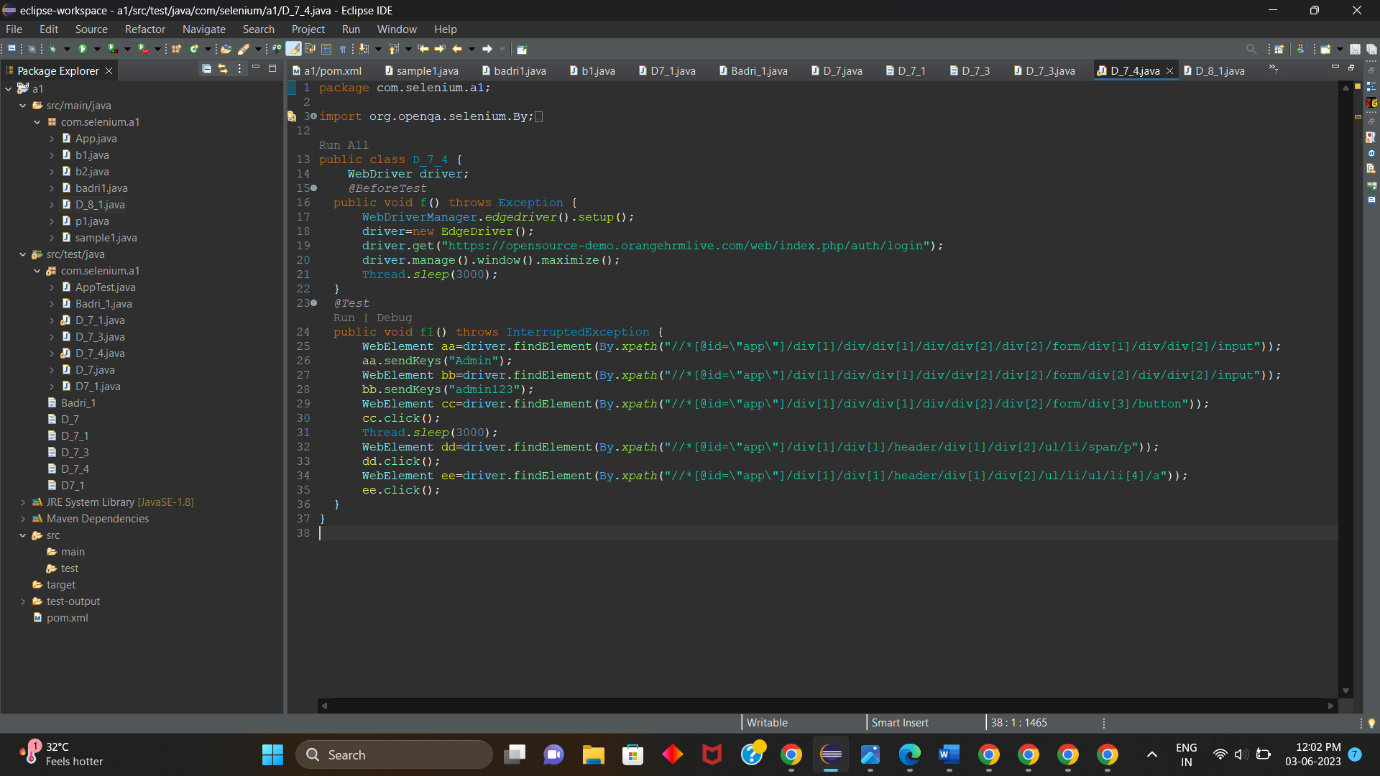 eclipse-workspace - a1/src/test/java/com/selenium/a1/D_7_4.java - Eclipse IDE
File Edit Source Refactor Navigate Search Project Run Window Help
Package Explorer
a1
src/main/java
com.selenium.a1
App.java
b1.java
b2.java
badri1.java
D_8_1.java
p1.java
sample1.java
src/test/java
com.selenium.a1
AppTest.java
Badri_1.java
D_7_1.java
D_7_3.java
D_7_4.java
D_7.java
D7_1.java
Badri_1
D_7
D_7_1
D_7_3
D_7_4
D7_1
JRE System Library [JavaSE-1.8]
Maven Dependencies
src
main
test
target
test-output
pom.xml
a1/pom.xml sample1.java badri1.java b1.java D7_1.java Badri_1.java D_7.java D_7_1 D_7_3 D_7_3.java D_7_4.java D_8_1.java »7
1 package com.selenium.a1;
2
3 import org.openqa.selenium.By;
12
Run All
13 public class D_7_4 {
14 WebDriver driver;
15 @BeforeTest
16 public void f() throws Exception {
17 WebDriverManager.edgedriver().setup();
18 driver=new EdgeDriver();
19 driver.get("https://opensource-demo.orangehrmlive.com/web/index.php/auth/login");
20 driver.manage().window().maximize();
21 Thread.sleep(3000);
22 }
23 @Test
Run | Debug
24 public void f1() throws InterruptedException {
25 WebElement aa=driver.findElement(By.xpath("//*[@id=\"app\"]/div[1]/div/div[1]/div/div[2]/div[2]/form/div[1]/div/div[2]/input"));
26 aa.sendKeys("Admin");
27 WebElement bb=driver.findElement(By.xpath("//*[@id=\"app\"]/div[1]/div/div[1]/div/div[2]/div[2]/form/div[2]/div/div[2]/input"));
28 bb.sendKeys("admin123");
29 WebElement cc=driver.findElement(By.xpath("//*[@id=\"app\"]/div[1]/div/div[1]/div/div[2]/div[2]/form/div[3]/button"));
30 cc.click();
31 Thread.sleep(3000);
32 WebElement dd=driver.findElement(By.xpath("//*[@id=\"app\"]/div[1]/div[1]/header/div[1]/div[2]/ul/li/span/p"));
33 dd.click();
34 WebElement ee=driver.findElement(By.xpath("//*[@id=\"app\"]/div[1]/div[1]/header/div[1]/div[2]/ul/li/ul/li[4]/a"));
35 ee.click();
36 }
37 }
38
Writable Smart Insert 38 : 1 : 1465
1 32°C
Feels hotter
Search
ENG
IN
12:02 PM
03-06-2023
7